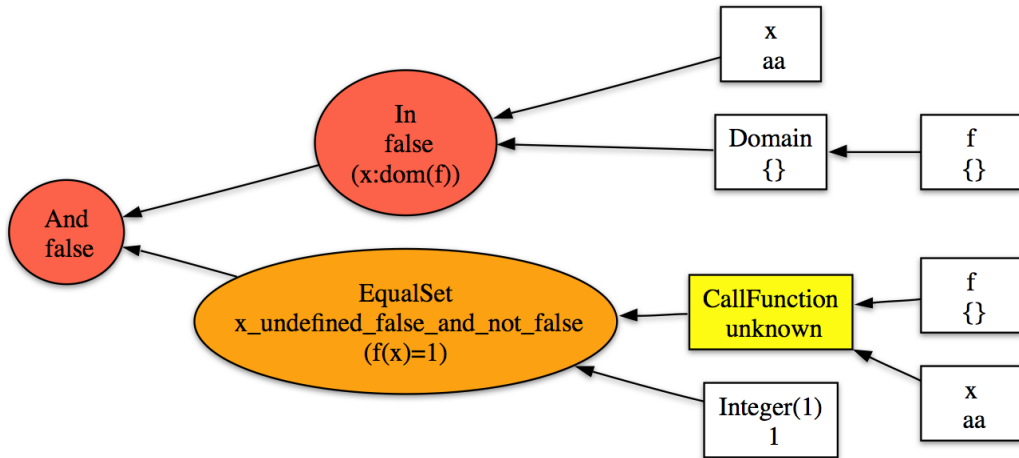 x
aa
In
false
(x:dom(f))
Domain
{}
f
{}
And
false
EqualSet
x_undefined_false_and_not_false
(f(x)=1)
CallFunction
unknown
f
{}
Integer(1)
1
x
aa